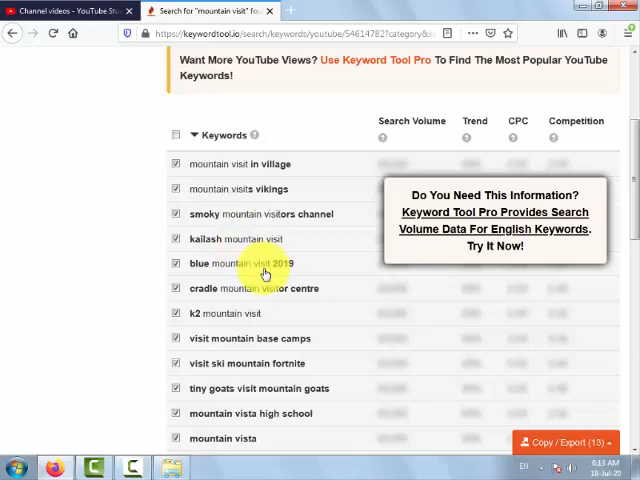 Channel videos - YouTube Stu
Search for "mountain visit" fou
https://keywordtool.io/search/keywords/youtube/54614782?category&k
Want More YouTube Views? Use Keyword Tool Pro To Find The Most Popular YouTube
Keywords!
Keywords
Search Volume
Trend
CPC
Competition
mountain visit in village
mountain visits vikings
smoky mountain visitors channel
kailash mountain visit
blue mountain visit 2019
cradle mountain visitor centre
k2 mountain visit
visit mountain base camps
visit ski mountain fortnite
tiny goats visit mountain goats
mountain vista high school
mountain vista
Do You Need This Information?
Keyword Tool Pro Provides Search
Volume Data For English Keywords.
Try It Now!
Copy / Export (13)
EN
6:13 AM
18-Jul-20